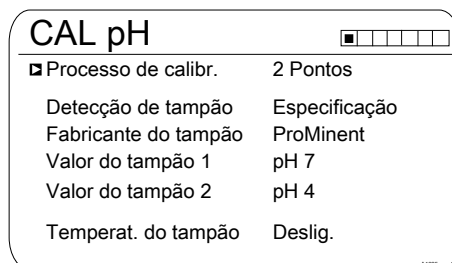 CAL pH
Processo de calibr. 2 Pontos
Detecção de tampão Especificação
Fabricante do tampão ProMinent
Valor do tampão 1 pH 7
Valor do tampão 2 pH 4
Temperat. do tampão Deslig.